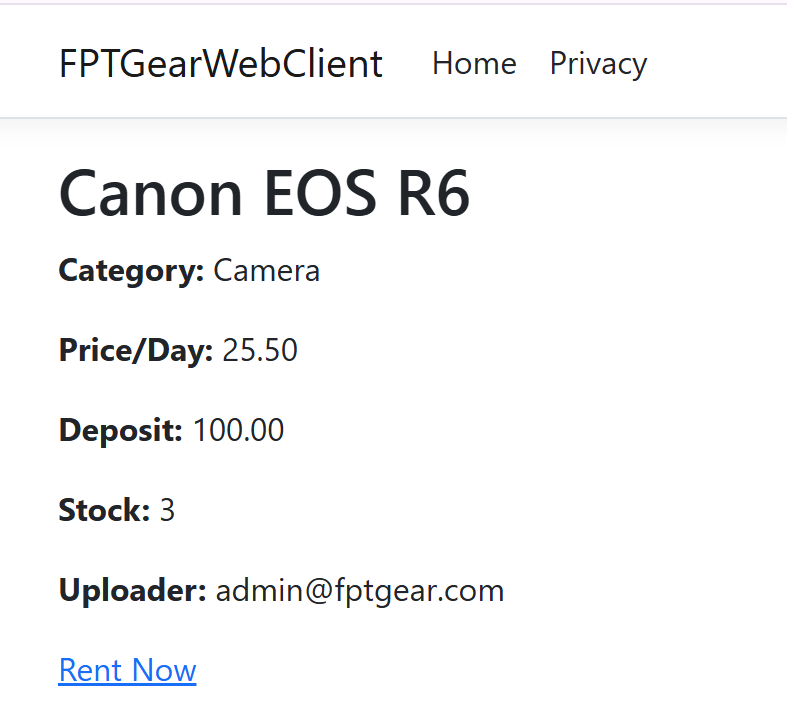 FPTGearWebClient Home Privacy
Canon EOS R6
Category: Camera
Price/Day: 25.50
Deposit: 100.00
Stock: 3
Uploader: admin@fptgear.com
Rent Now